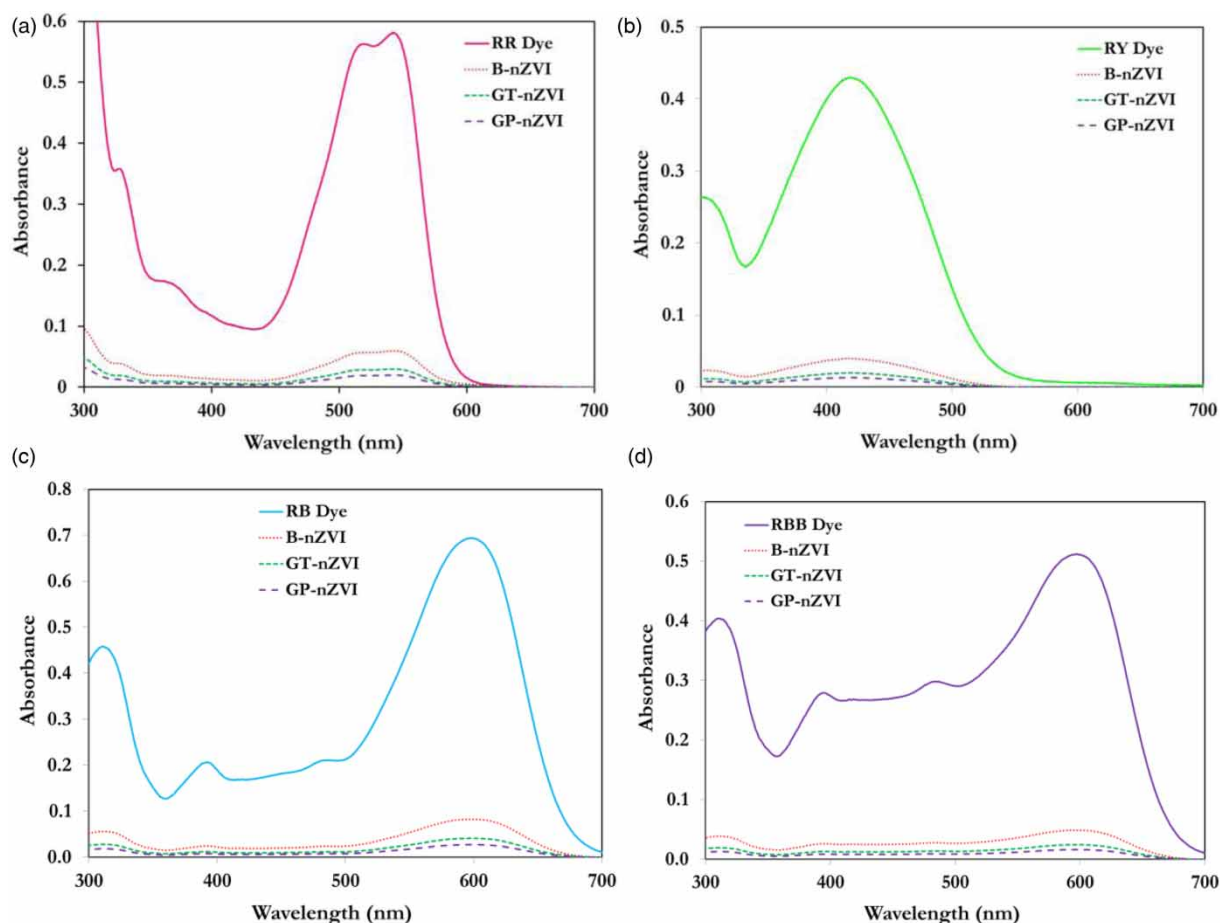 (a)
0.6
0.5
0.4
0.3
0.2
0.1
0
Absorbance
RR Dye
B-nZVI
GT-nZVI
GP-nZVI
300 400 500 600 700
Wavelength (nm)
(b)
0.5
0.4
0.3
0.2
0.1
0
Absorbance
RY Dye
B-nZVI
GT-nZVI
GP-nZVI
300 400 500 600 700
Wavelength (nm)
(c)
0.8
0.7
0.6
0.5
0.4
0.3
0.2
0.1
0.0
Absorbance
RB Dye
B-nZVI
GT-nZVI
GP-nZVI
300 400 500 600 700
Wavelength (nm)
(d)
0.6
0.5
0.4
0.3
0.2
0.1
0.0
Absorbance
RBB Dye
B-nZVI
GT-nZVI
GP-nZVI
300 400 500 600 700
Wavelength (nm)